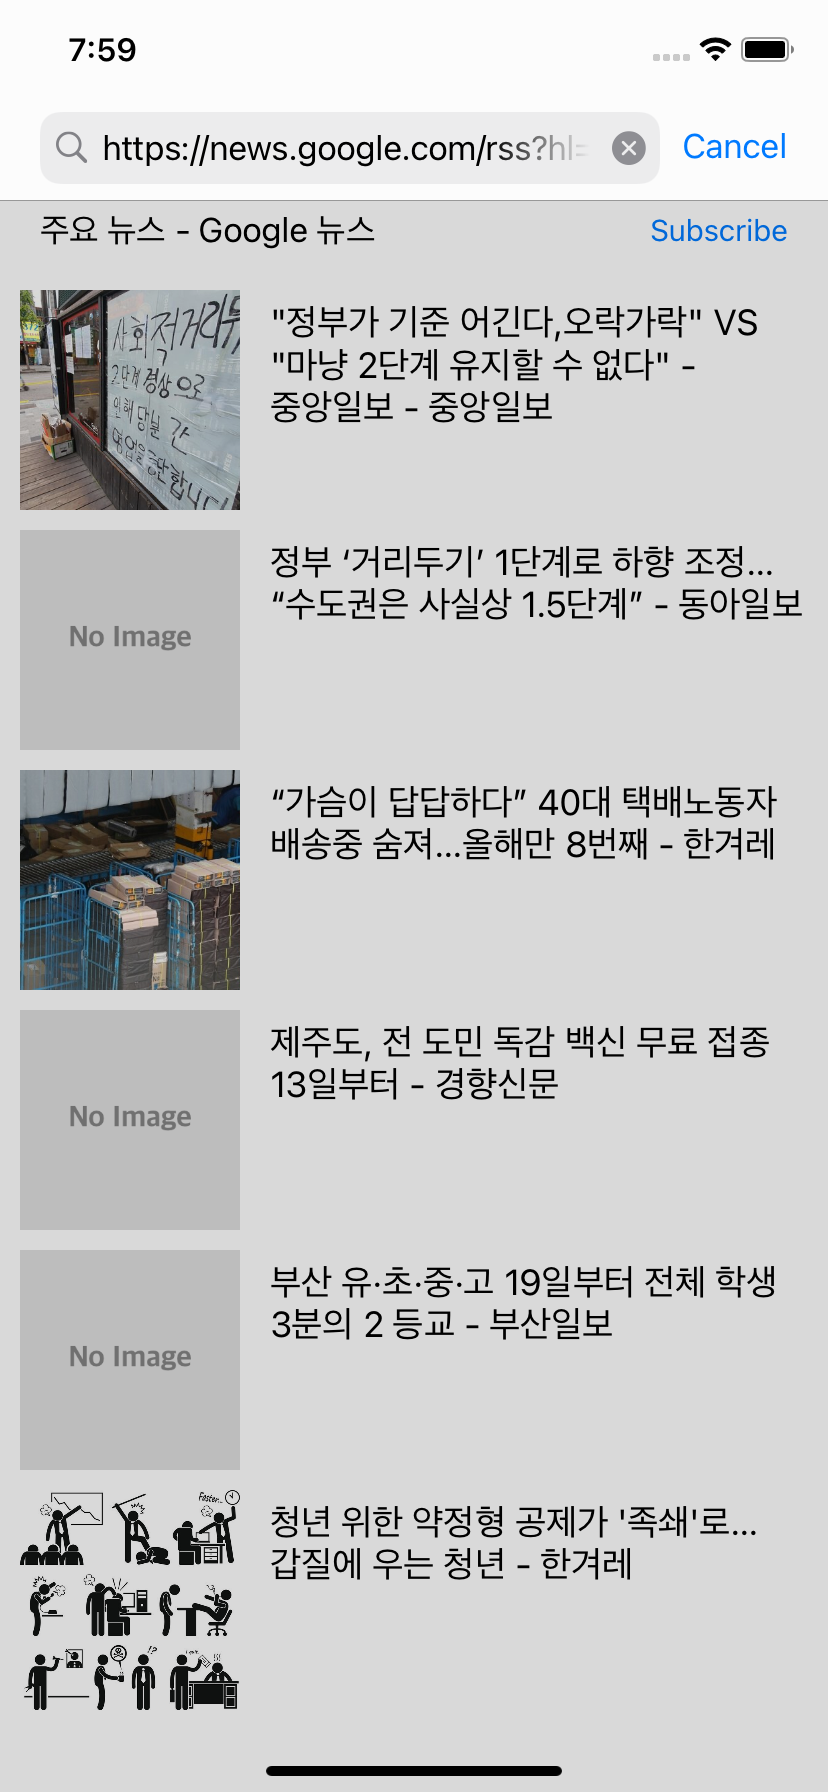 7:59
https://news.google.com/rss?hl=
Cancel
주요 뉴스 - Google 뉴스
Subscribe
사회적거리두
2단계 격상으로
인해 당분간
영업을 중단합니다
"정부가 기준 어긴다,오락가락" VS
"마냥 2단계 유지할 수 없다" -
중앙일보 - 중앙일보
No Image
정부 ‘거리두기’ 1단계로 하향 조정…
“수도권은 사실상 1.5단계” - 동아일보
“가슴이 답답하다” 40대 택배노동자
배송중 숨져…올해만 8번째 - 한겨레
No Image
제주도, 전 도민 독감 백신 무료 접종
13일부터 - 경향신문
No Image
부산 유·초·중·고 19일부터 전체 학생
3분의 2 등교 - 부산일보
Faster...
!?
청년 위한 약정형 공제가 '족쇄'로…
갑질에 우는 청년 - 한겨레